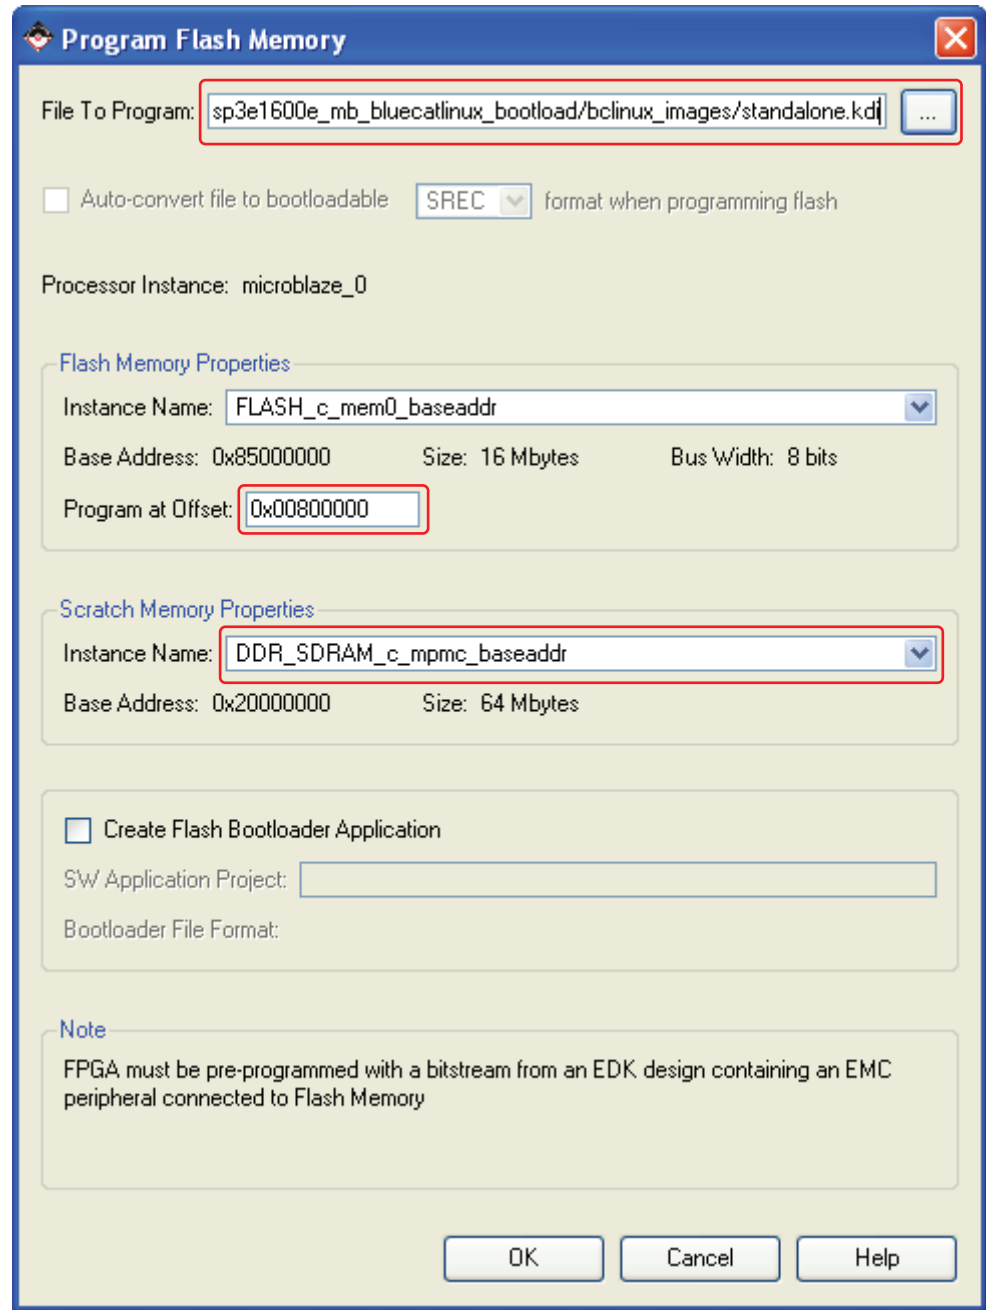 Program Flash Memory
File To Program: sp3e1600e_mb_bluecatlinux_bootload/bclinux_images/standalone.kdi ...
Auto-convert file to bootloadable SREC format when programming flash
Processor Instance: microblaze_0
Flash Memory Properties
Instance Name: FLASH_c_mem0_baseaddr
Base Address: 0x85000000 Size: 16 Mbytes Bus Width: 8 bits
Program at Offset: 0x00800000
Scratch Memory Properties
Instance Name: DDR_SDRAM_c_mpmc_baseaddr
Base Address: 0x20000000 Size: 64 Mbytes
Create Flash Bootloader Application
SW Application Project:
Bootloader File Format:
Note
FPGA must be pre-programmed with a bitstream from an EDK design containing an EMC
peripheral connected to Flash Memory
OK Cancel Help